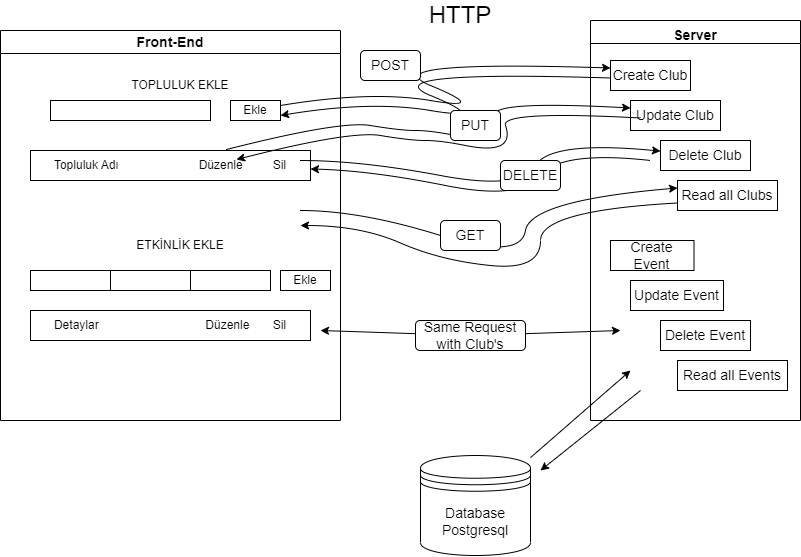 HTTP
Front-End
Server
TOPLULUK EKLE
Ekle
POST
Create Club
PUT
Update Club
Topluluk Adı Düzenle Sil
DELETE
Delete Club
Read all Clubs
GET
ETKİNLİK EKLE
Create
Event
Ekle
Update Event
Detaylar Düzenle Sil
Same Request
with Club's
Delete Event
Read all Events
Database
Postgresql